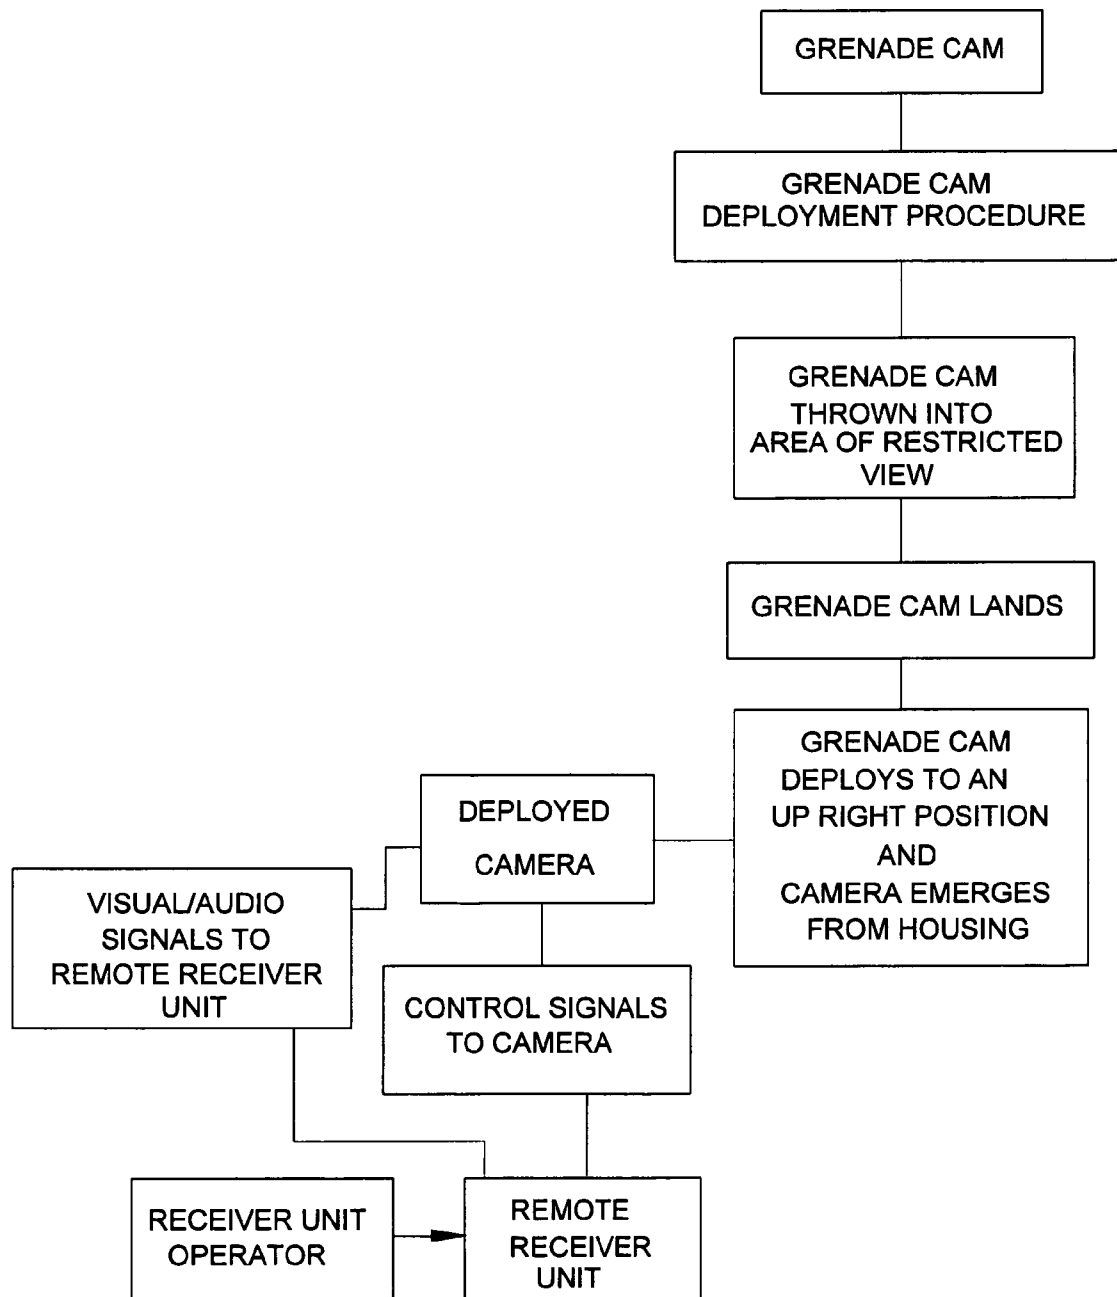 GRENADE CAM
GRENADE CAM
DEPLOYMENT PROCEDURE
GRENADE CAM
THROWN INTO
AREA OF RESTRICTED
VIEW
GRENADE CAM LANDS
GRENADE CAM
DEPLOYS TO AN
UP RIGHT POSITION
AND
CAMERA EMERGES
FROM HOUSING
DEPLOYED
CAMERA
VISUAL/AUDIO
SIGNALS TO
REMOTE RECEIVER
UNIT
CONTROL SIGNALS
TO CAMERA
RECEIVER UNIT
OPERATOR
REMOTE
RECEIVER
UNIT